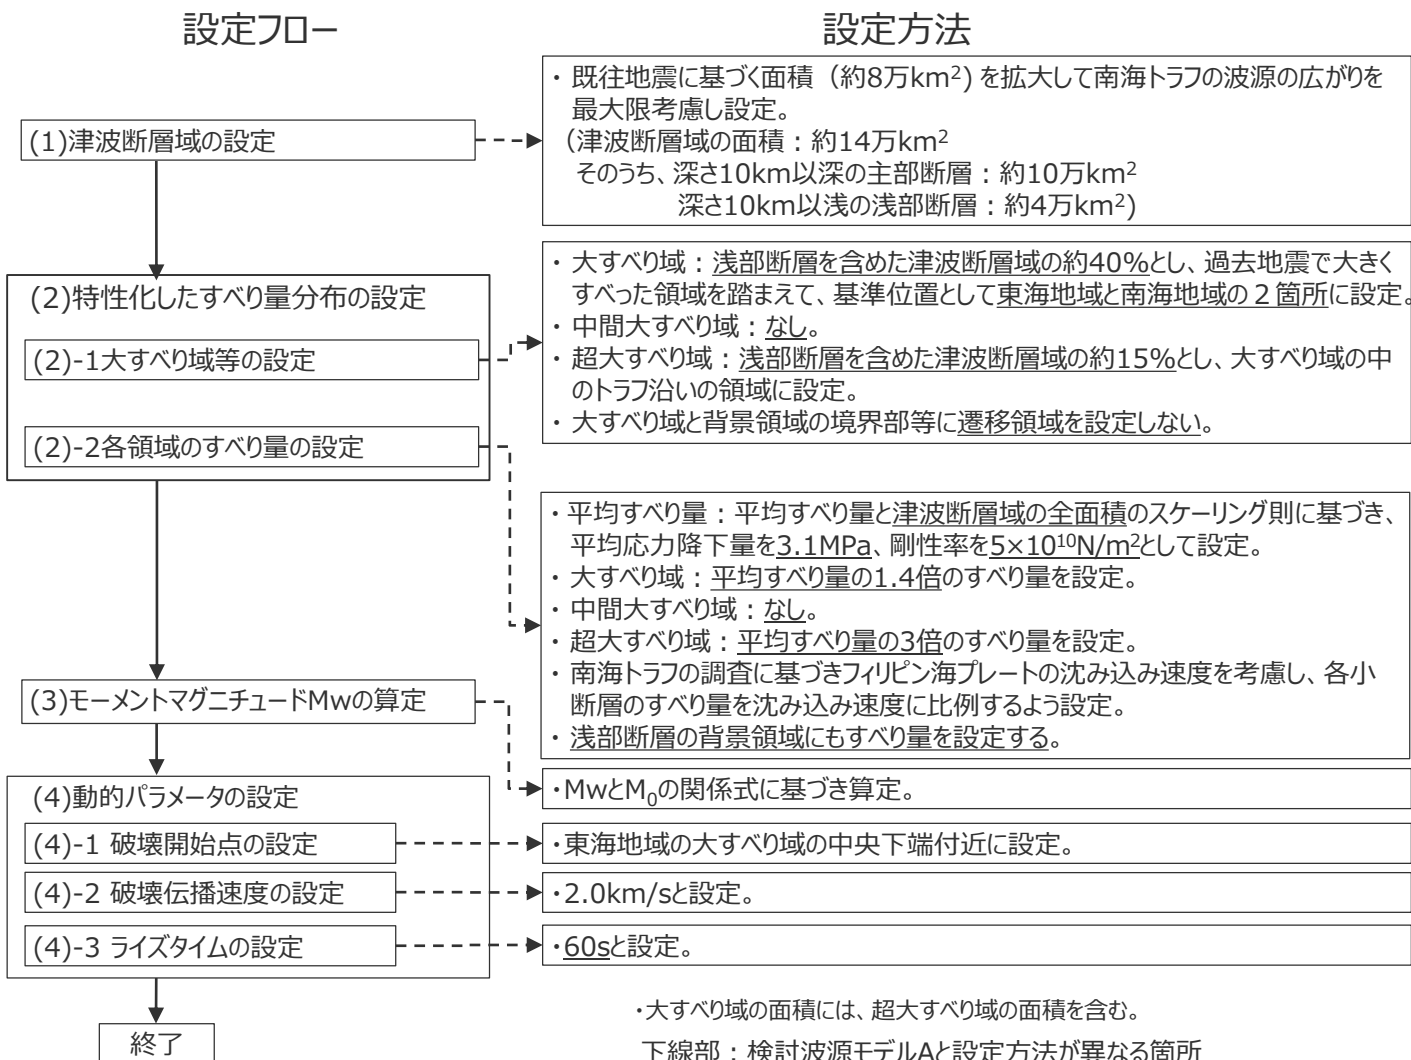 設定フロー
設定方法
(1)津波断層域の設定
・ 既往地震に基づく面積（約8万km²) を拡大して南海トラフの波源の広がりを
最大限考慮し設定。
（津波断層域の面積：約14万km²
そのうち、深さ10km以深の主部断層：約10万km²
深さ10km以浅の浅部断層：約4万km²)
(2)特性化したすべり量分布の設定
(2)-1大すべり域等の設定
・ 大すべり域：浅部断層を含めた津波断層域の約40%とし、過去地震で大きく
すべった領域を踏まえて、基準位置として東海地域と南海地域の２箇所に設定。
・ 中間大すべり域：なし。
・ 超大すべり域：浅部断層を含めた津波断層域の約15%とし、大すべり域の中
のトラフ沿いの領域に設定。
・ 大すべり域と背景領域の境界部等に遷移領域を設定しない。
(2)-2各領域のすべり量の設定
・平均すべり量：平均すべり量と津波断層域の全面積のスケーリング則に基づき、
平均応力降下量を3.1MPa、剛性率を5×10¹⁰N/m²として設定。
・ 大すべり域：平均すべり量の1.4倍のすべり量を設定。
・ 中間大すべり域：なし。
・ 超大すべり域：平均すべり量の3倍のすべり量を設定。
・ 南海トラフの調査に基づきフィリピン海プレートの沈み込み速度を考慮し、各小
断層のすべり量を沈み込み速度に比例するよう設定。
・ 浅部断層の背景領域にもすべり量を設定する。
(3)モーメントマグニチュードMwの算定
・MwとM₀の関係式に基づき算定。
(4)動的パラメータの設定
(4)-1 破壊開始点の設定
・東海地域の大すべり域の中央下端付近に設定。
(4)-2 破壊伝播速度の設定
・2.0km/sと設定。
(4)-3 ライズタイムの設定
・60sと設定。
終了
・大すべり域の面積には、超大すべり域の面積を含む。
下線部：検討波源モデルAと設定方法が異なる箇所